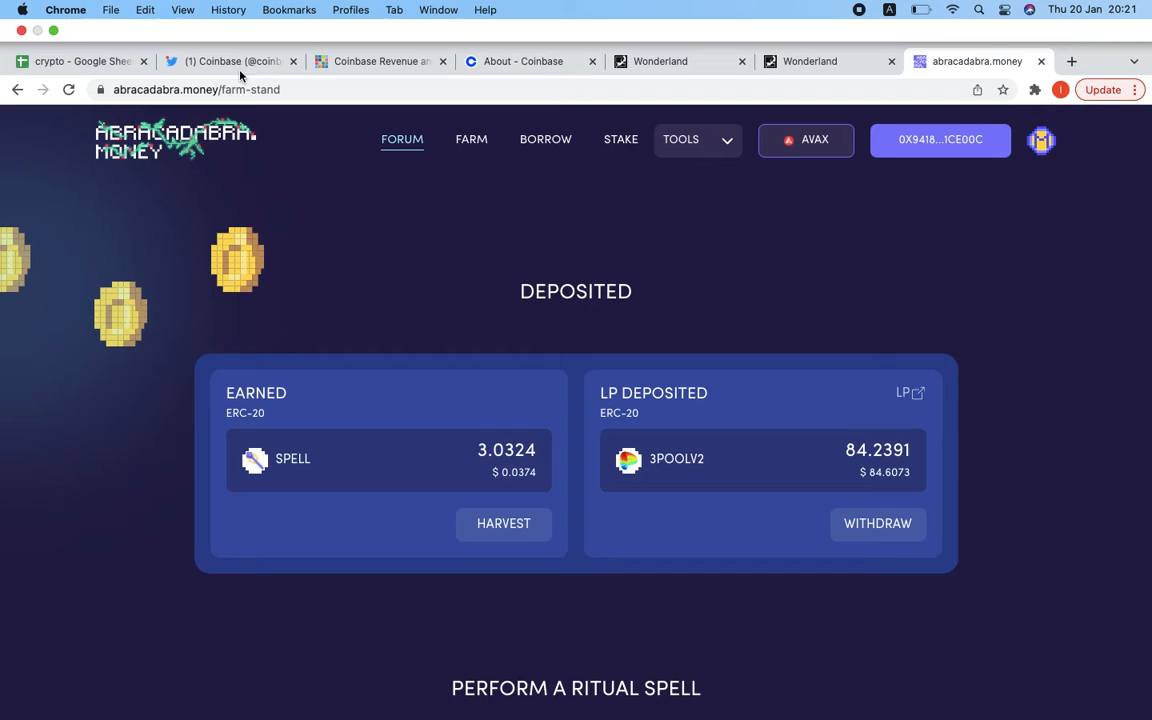 Chrome File Edit View History Bookmarks Profiles Tab Window Help A Thu 20 Jan 20:21
crypto - Google Shee (1) Coinbase (@coinb Coinbase Revenue an About - Coinbase Wonderland Wonderland abracadabra.money
abracadabra.money/farm-stand I Update
ABRACADABRA.
MONEY
FORUM FARM BORROW STAKE TOOLS AVAX 0X9418...1CE00C
DEPOSITED
EARNED
ERC-20
SPELL
3.0324
$ 0.0374
HARVEST
LP DEPOSITED LP
ERC-20
3POOLV2
84.2391
$ 84.6073
WITHDRAW
PERFORM A RITUAL SPELL